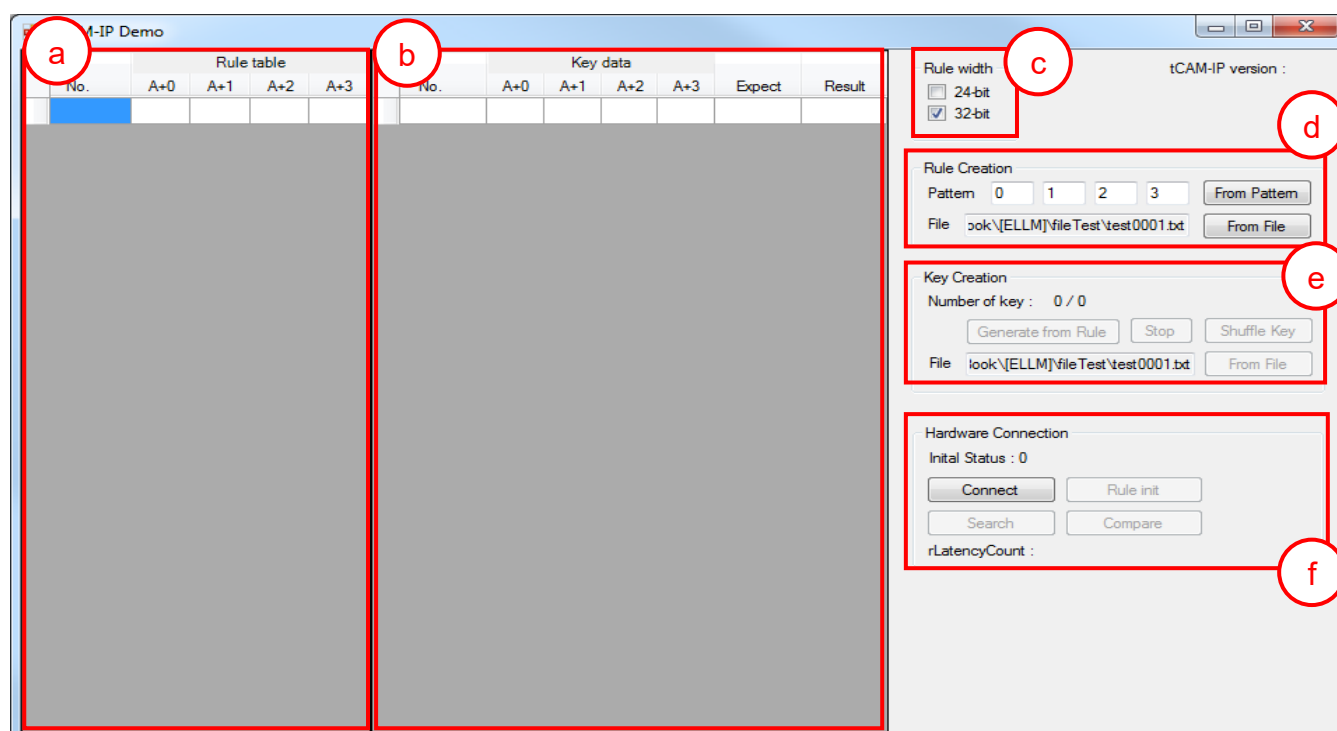 M-IP Demo
a
b
c
Rule table
No. A+0 A+1 A+2 A+3
Key data
No. A+0 A+1 A+2 A+3 Expect Result
Rule width
24-bit
32-bit
tCAM-IP version :
d
Rule Creation
Pattern 0 1 2 3 From Pattern
File ook\[ELLM]\fileTest\test0001.txt From File
e
Key Creation
Number of key : 0 / 0
Generate from Rule Stop Shuffle Key
File look\[ELLM]\fileTest\test0001.txt From File
Hardware Connection
Inital Status : 0
Connect Rule init
Search Compare
rLatencyCount :
f